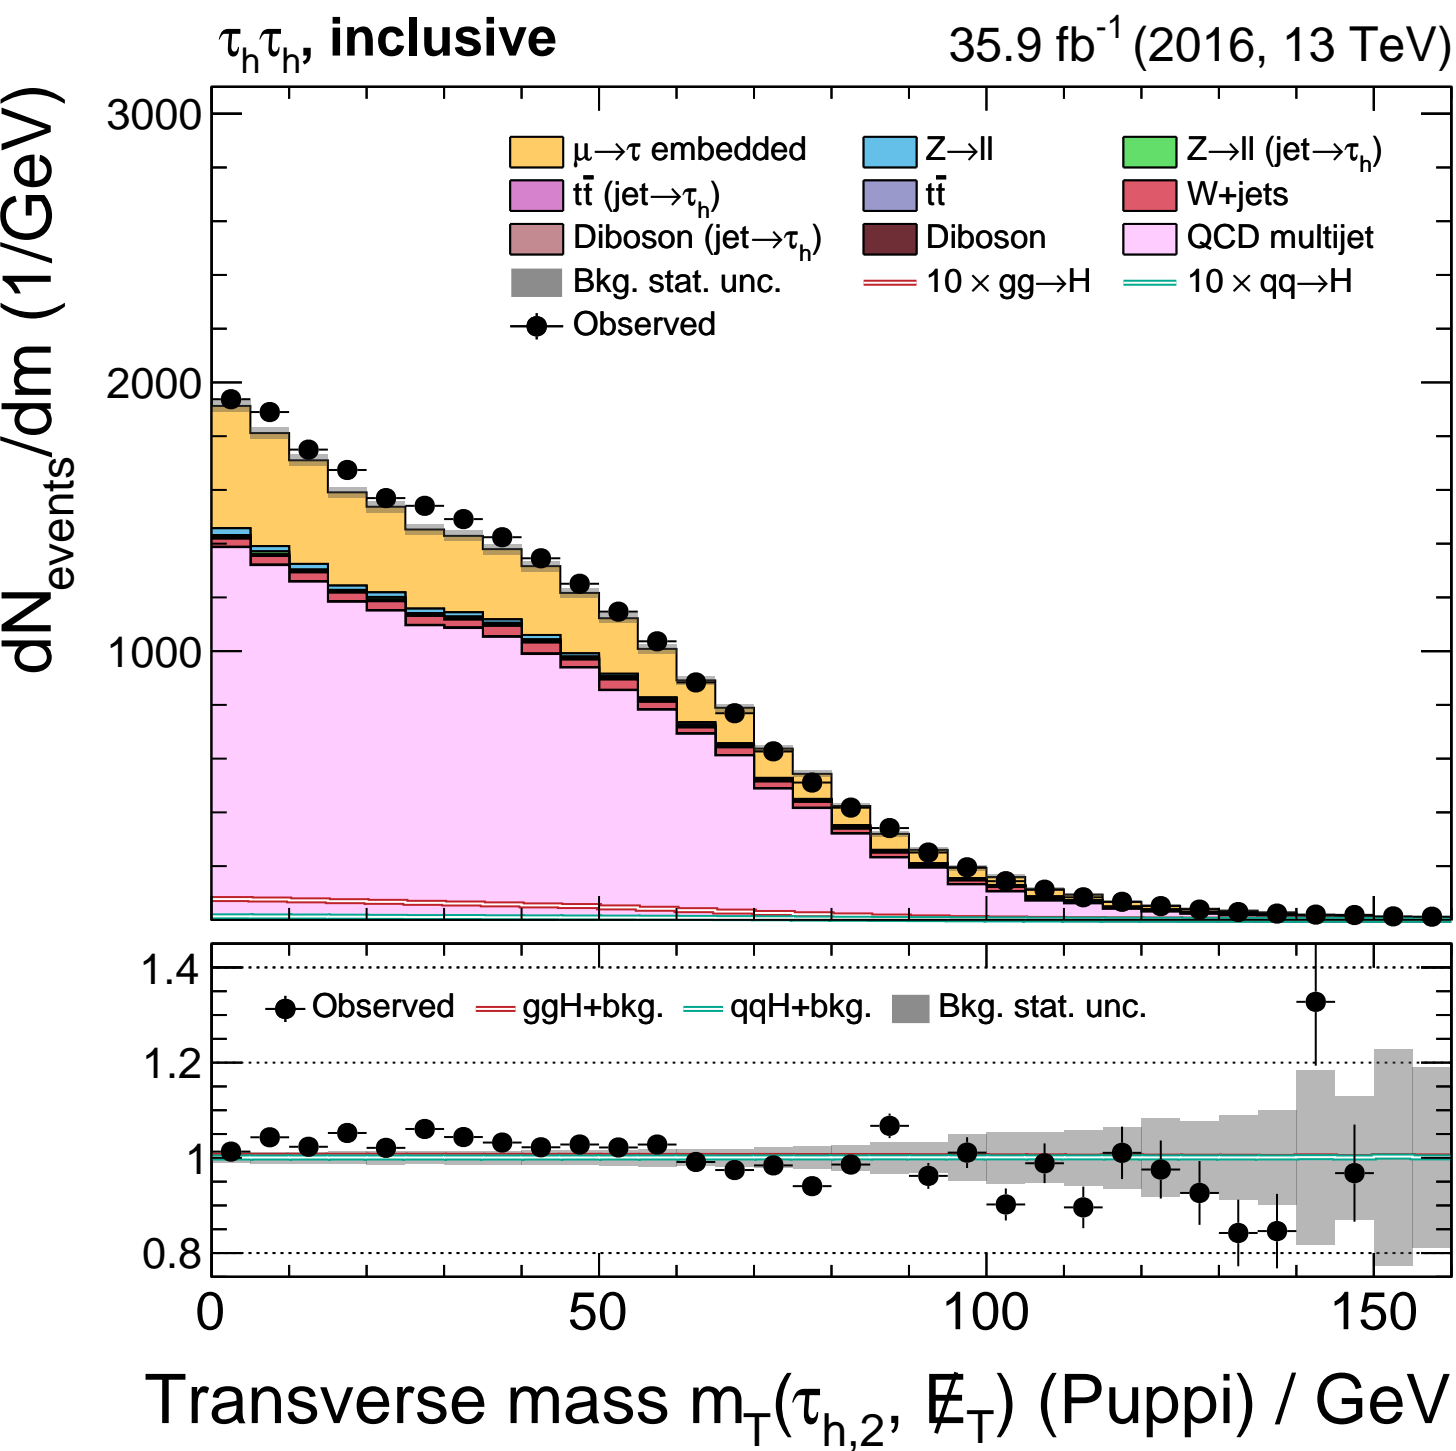 τhτh, inclusive
35.9 fb-1 (2016, 13 TeV)
dNevents/dm (1/GeV)
3000
2000
1000
μ→τ embedded
Z→ll
Z→ll (jet→τh)
tt̄ (jet→τh)
tt̄
W+jets
Diboson (jet→τh)
Diboson
QCD multijet
Bkg. stat. unc.
10 × gg→H
10 × qq→H
Observed
1.4
1.2
1
0.8
Observed
ggH+bkg.
qqH+bkg.
Bkg. stat. unc.
0
50
100
150
Transverse mass mT(τh,2, E̸T) (Puppi) / GeV